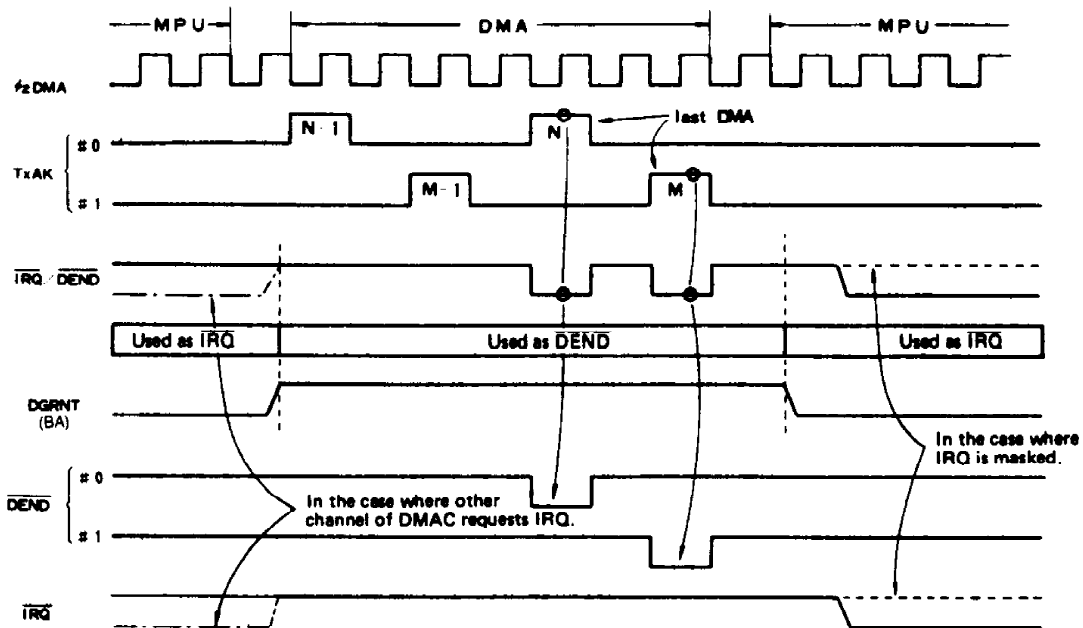 MPU DMA MPU
φ2 DMA
N-1 N last DMA
# 0
TxAK
M-1 M
# 1
IRQ/DEND
Used as IRQ Used as DEND Used as IRQ
DGRNT
(BA)
In the case where
IRQ is masked.
# 0
DEND
In the case where other
channel of DMAC requests IRQ.
# 1
IRQ